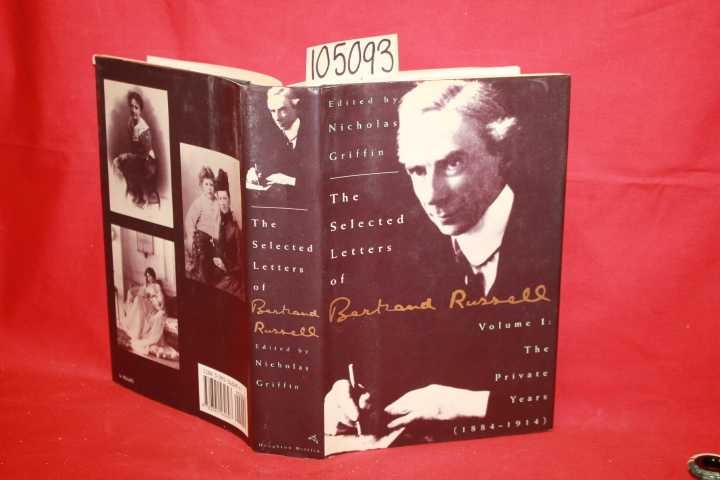 105093
Edited by
Nicholas
Griffin
The
Selected
Letters
of
Bertrand Russell
Volume I:
The
Private
Years
(1884-1914)
The
Selected
Letters
of
Bertrand
Russell
Edited by
Nicholas
Griffin
Houghton Mifflin